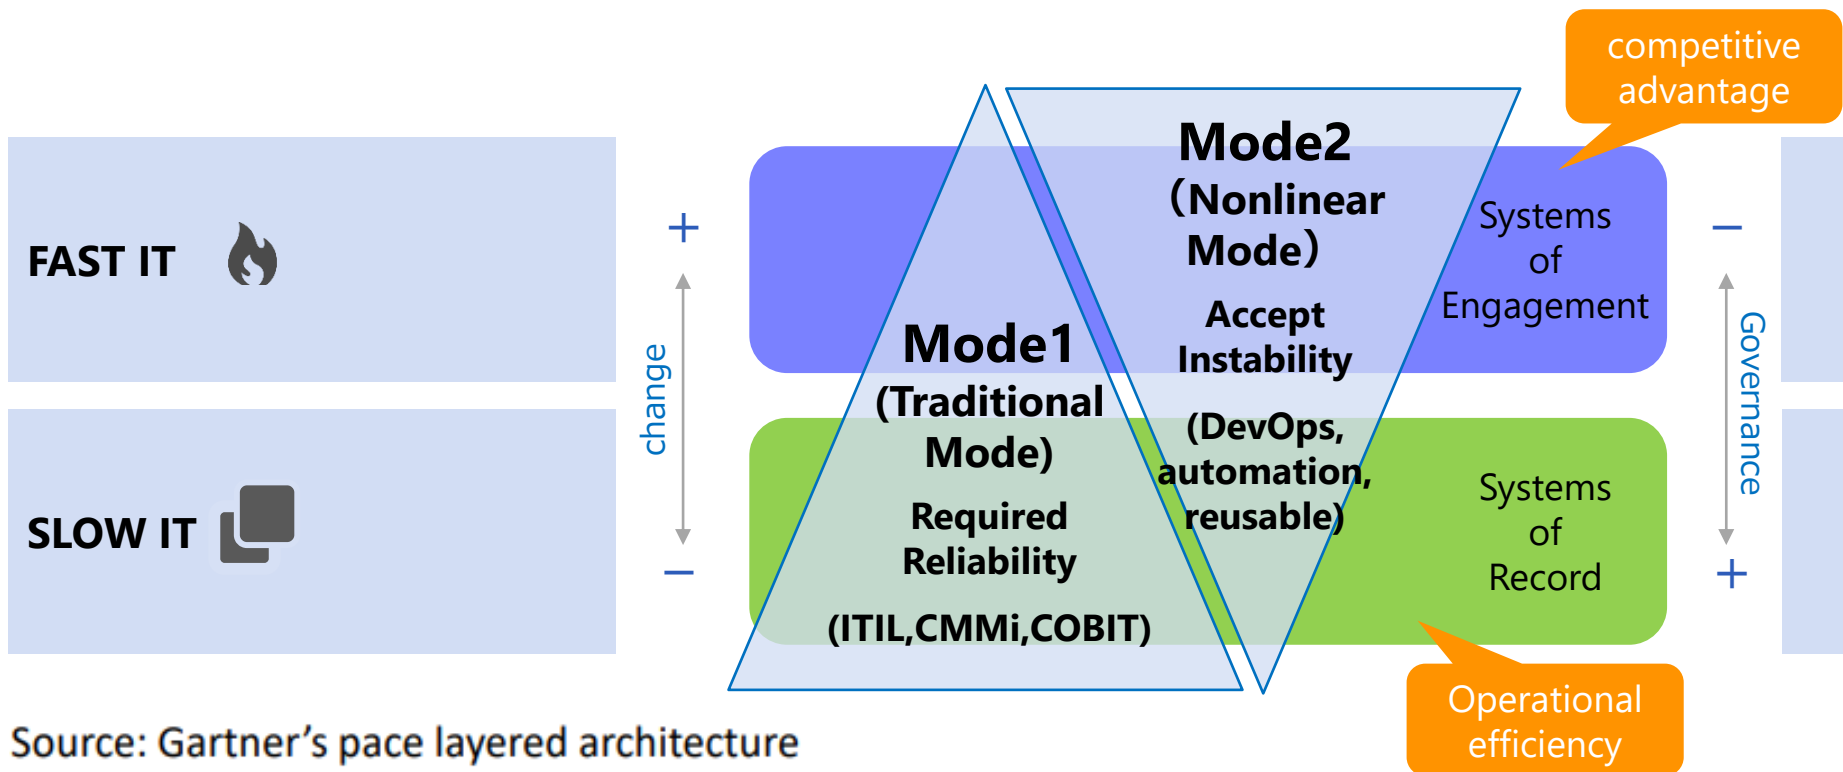 competitive
advantage
FAST IT
+
change
−
SLOW IT
Mode1
(Traditional
Mode)
Required
Reliability
(ITIL,CMMi,COBIT)
Mode2
（Nonlinear
Mode）
Accept
Instability
(DevOps,
automation,
reusable)
Systems
of
Engagement
Systems
of
Record
−
Governance
+
Operational
efficiency
Source: Gartner’s pace layered architecture